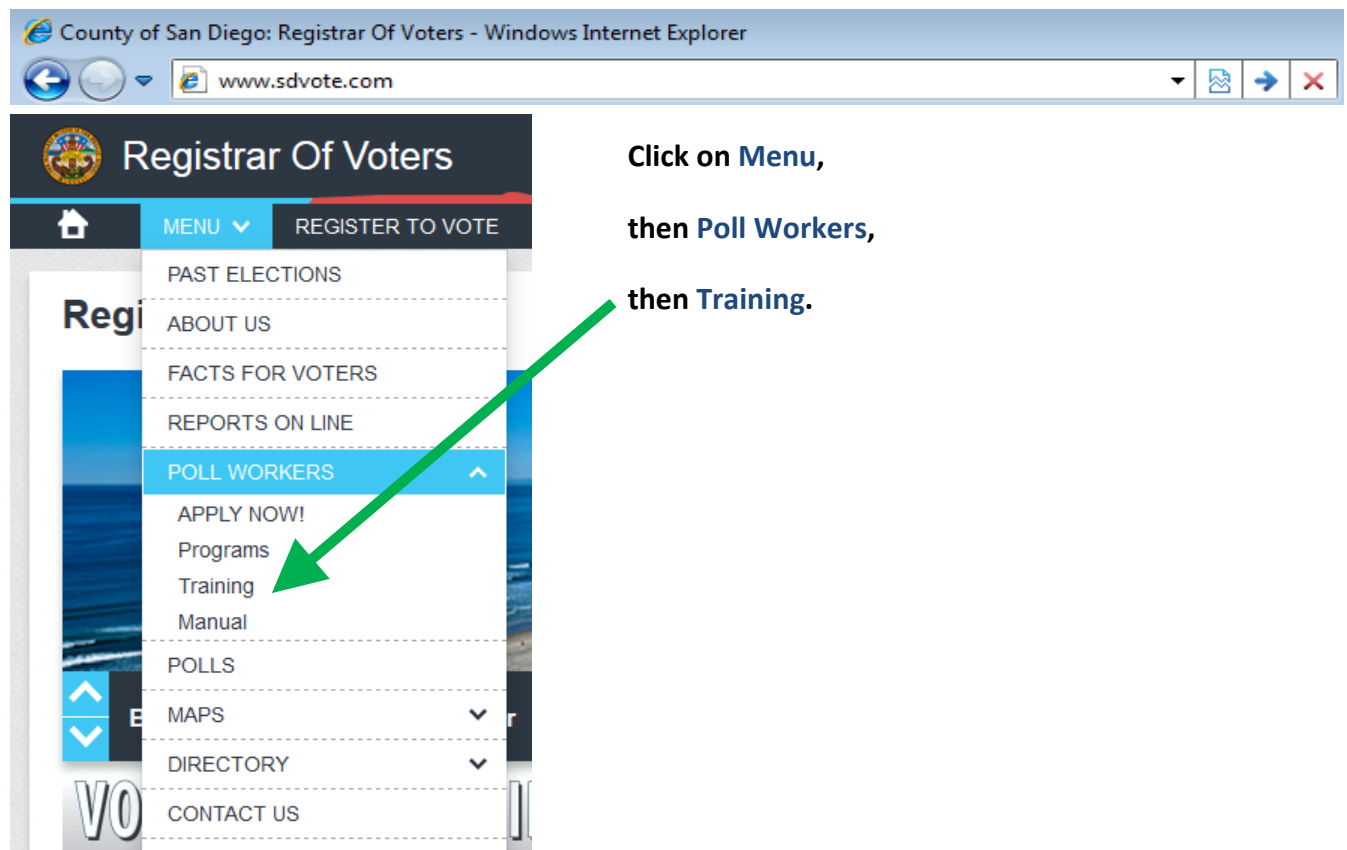 County of San Diego: Registrar Of Voters - Windows Internet Explorer
www.sdvote.com
Registrar Of Voters
MENU
REGISTER TO VOTE
PAST ELECTIONS
Regi
ABOUT US
FACTS FOR VOTERS
REPORTS ON LINE
POLL WORKERS
APPLY NOW!
Programs
Training
Manual
POLLS
MAPS
DIRECTORY
CONTACT US
Click on Menu,
then Poll Workers,
then Training.